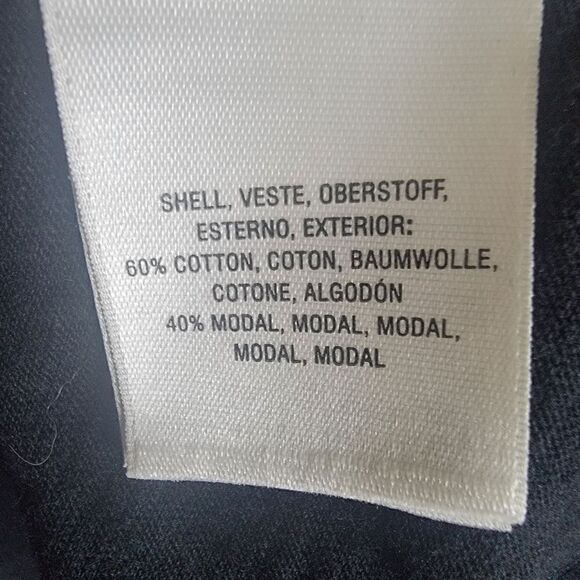 SHELL, VESTE, OBERSTOFF,
ESTERNO, EXTERIOR:
60% COTTON, COTON, BAUMWOLLE,
COTONE, ALGODÓN
40% MODAL, MODAL, MODAL,
MODAL, MODAL